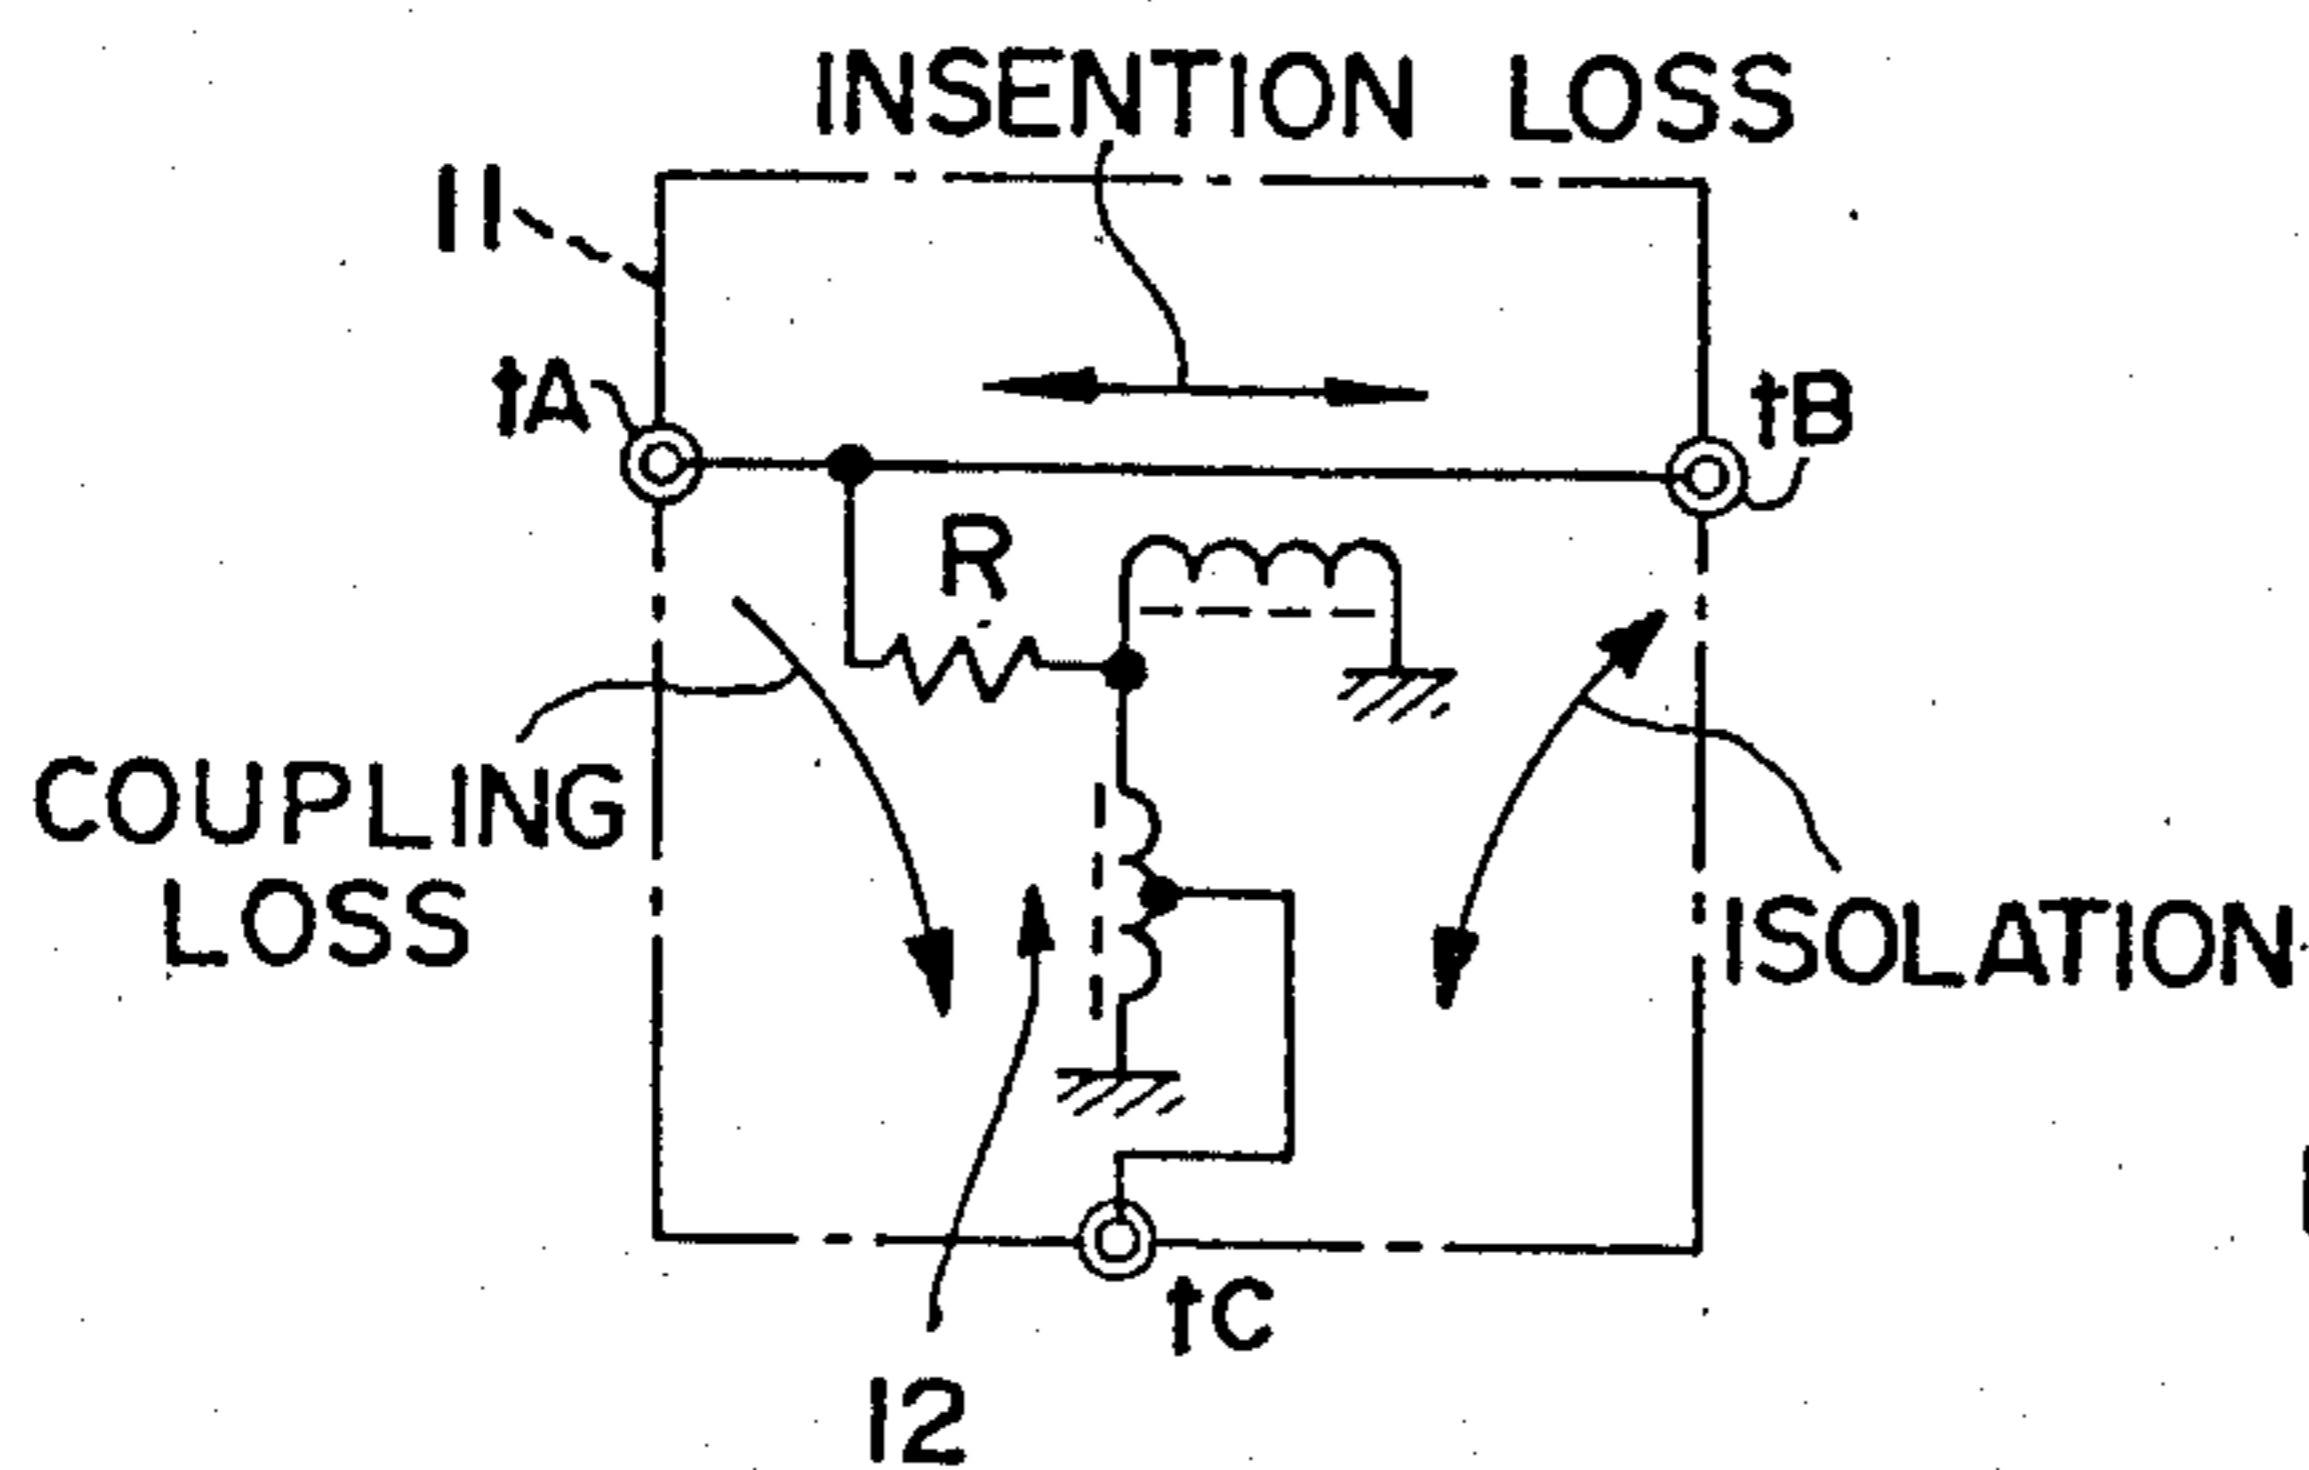 INSENTION LOSS
11
tA
tB
R
COUPLING
LOSS
ISOLATION
tC
12